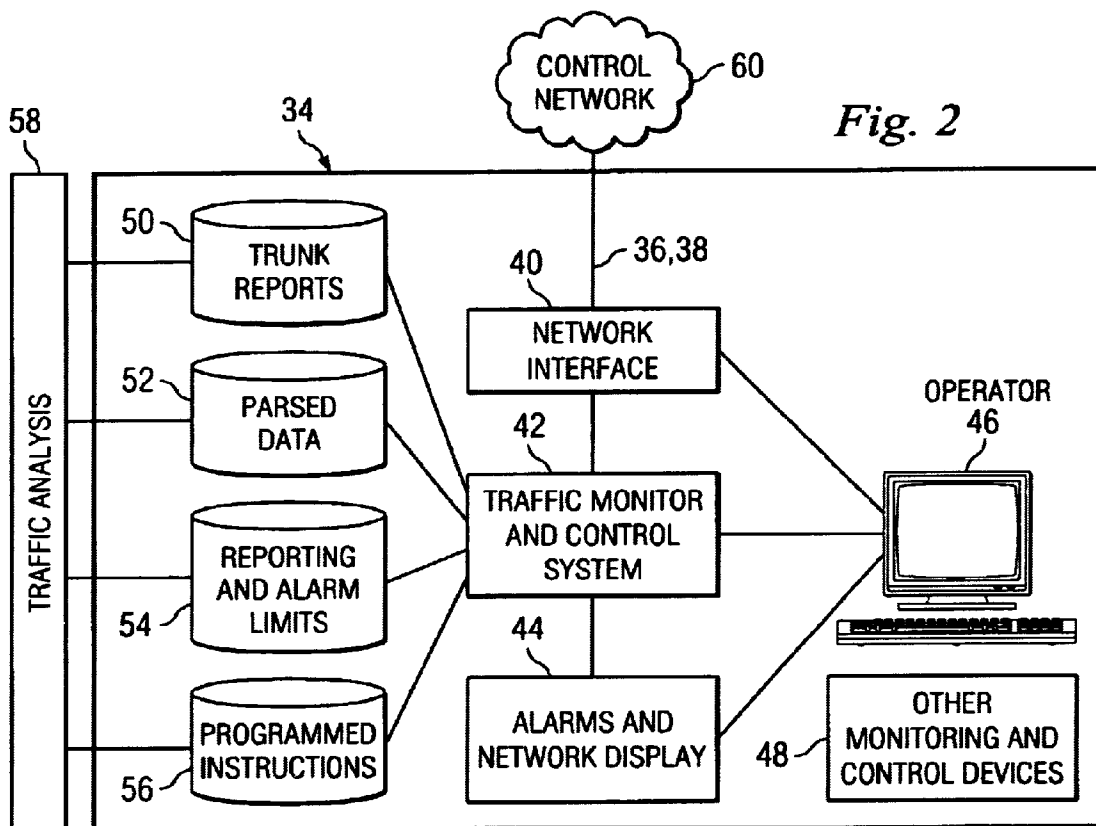 CONTROL
NETWORK
60
Fig. 2
58
34
50
TRUNK
REPORTS
36,38
40
NETWORK
INTERFACE
52
PARSED
DATA
OPERATOR
46
42
TRAFFIC MONITOR
AND CONTROL
SYSTEM
TRAFFIC ANALYSIS
REPORTING
AND ALARM
LIMITS
54
44
ALARMS AND
NETWORK DISPLAY
PROGRAMMED
INSTRUCTIONS
56
OTHER
MONITORING AND
CONTROL DEVICES
48